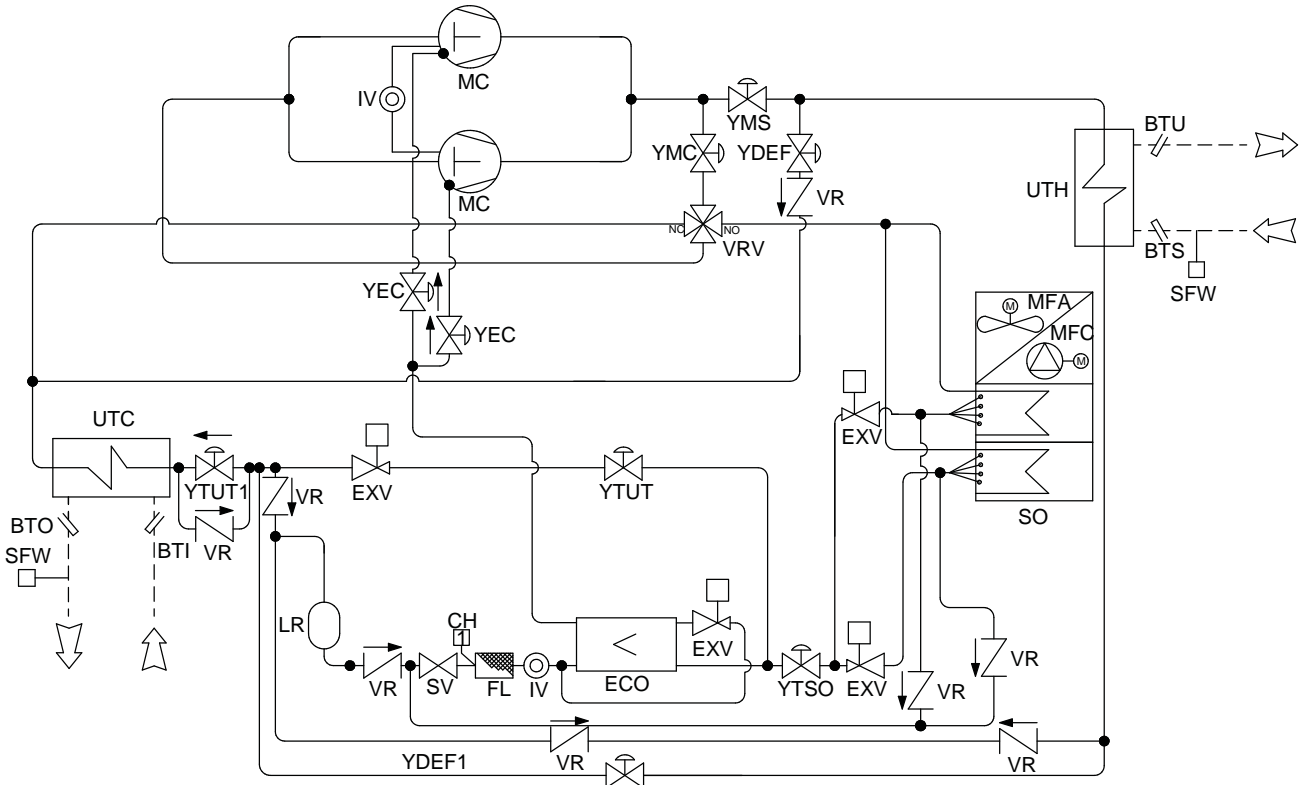 MC
IV
YMS
BTU
YMC
YDEF
UTH
MC
VR
NC
NO
VRV
BTS
SFW
YEC
YEC
M
MFA
MFC
M
UTC
EXV
SO
YTUT1
VR
EXV
YTUT
BTO
BTI
VR
SFW
LR
CH
1
EXV
VR
SV
FL
IV
ECO
YTSO
EXV
VR
VR
YDEF1
VR
VR